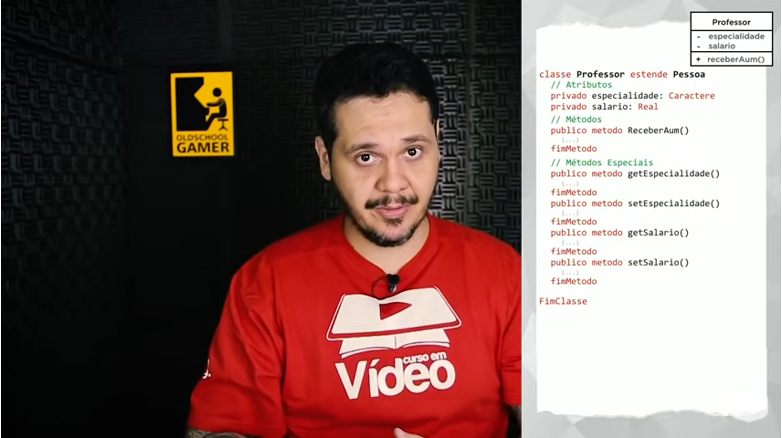 OLDSCHOOL
GAMER
curso em
Vídeo
Professor
- especialidade
- salario
+ receberAum()
classe Professor estende Pessoa
// Atributos
privado especialidade: Caractere
privado salario: Real
// Métodos
publico metodo ReceberAum()
(...)
fimMetodo
// Métodos Especiais
publico metodo getEspecialidade()
(...)
fimMetodo
publico metodo setEspecialidade()
(...)
fimMetodo
publico metodo getSalario()
(...)
fimMetodo
publico metodo setSalario()
(...)
fimMetodo
FimClasse